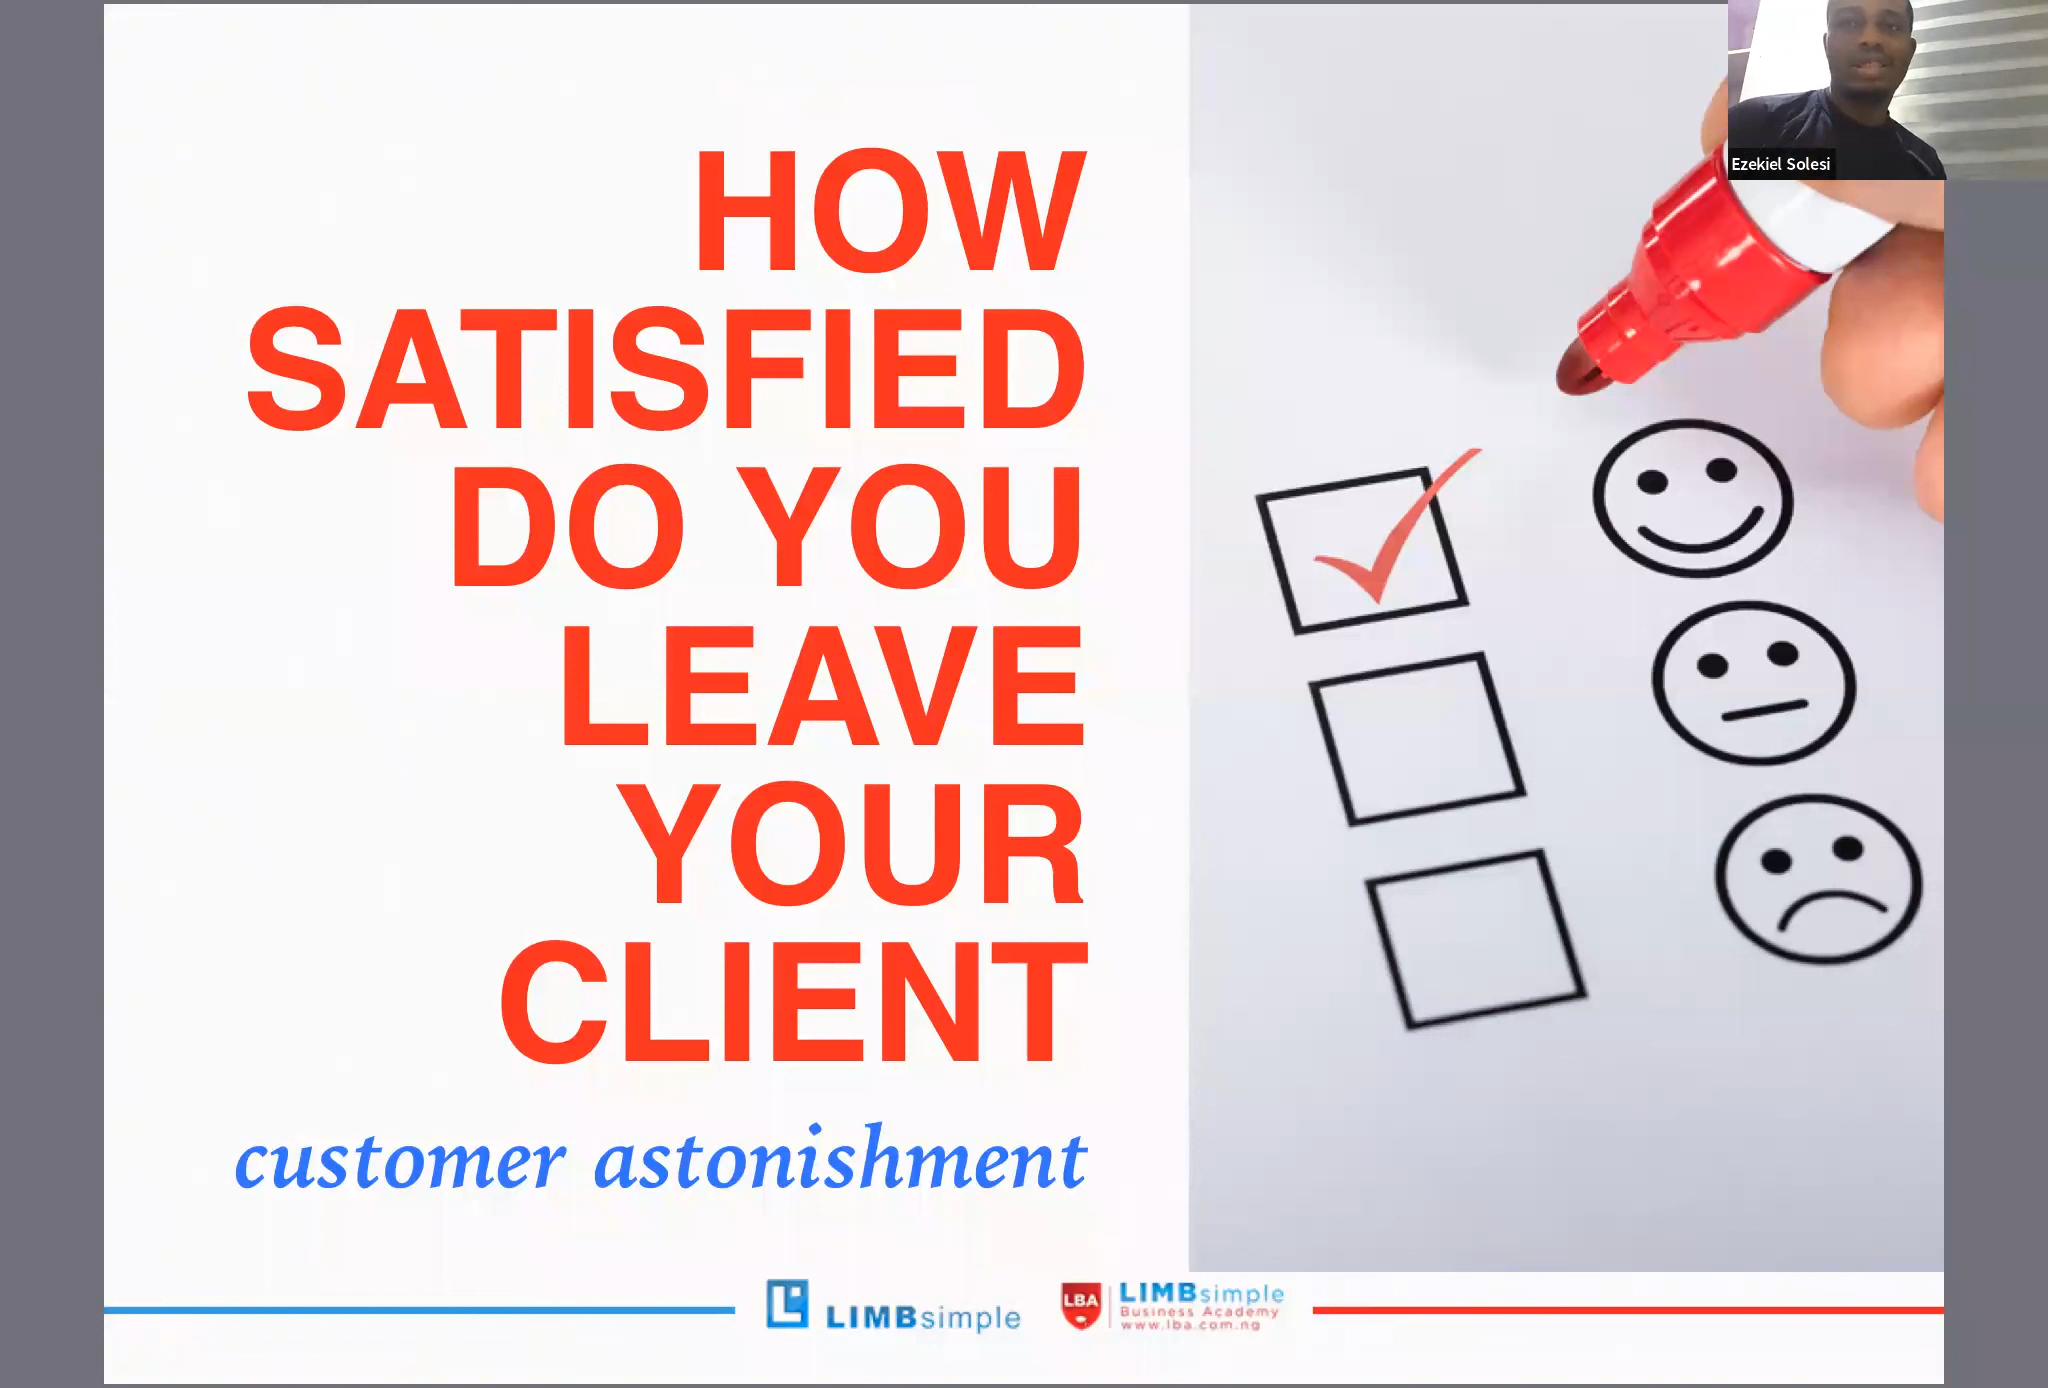 HOW
SATISFIED
DO YOU
LEAVE
YOUR
CLIENT
customer astonishment
Ezekiel Solesi
LIMBsimple
LBA
LIMBsimple
Business Academy
www.lba.com.ng